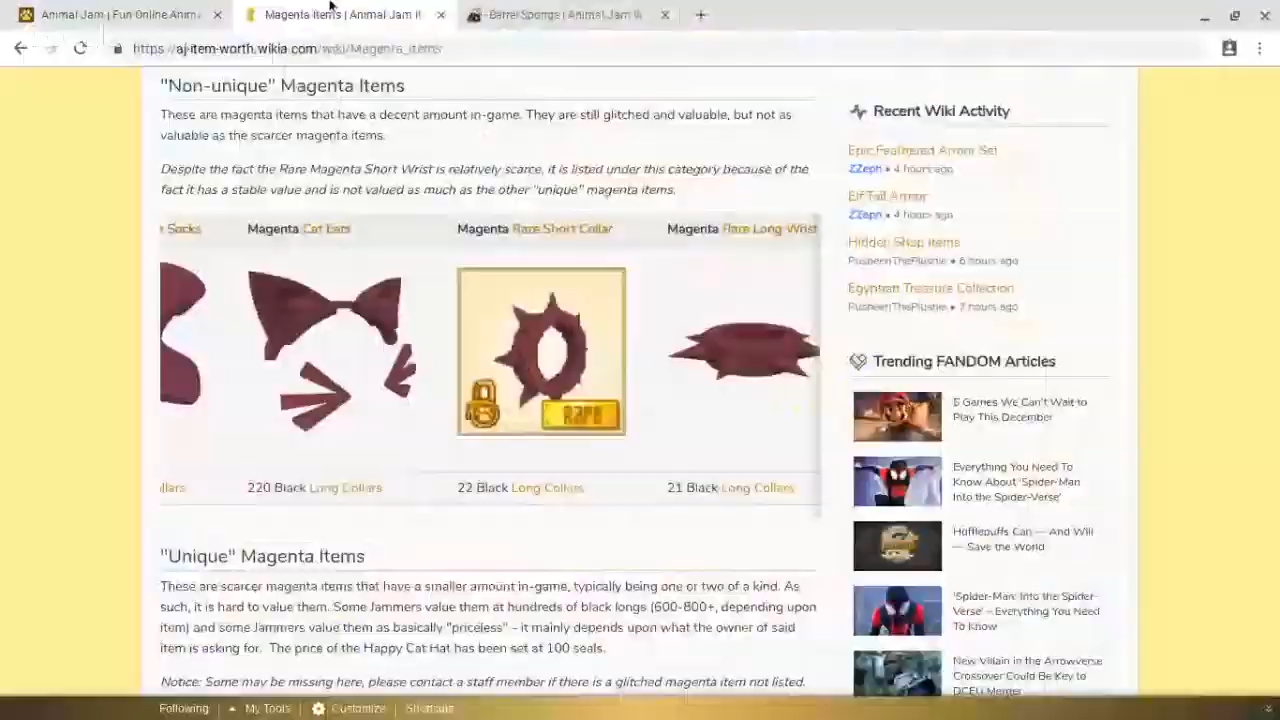 Animal Jam | Fun Online Anim
Magenta Items | Animal Jam It
Barrel Sponge | Animal Jam W
https://aj-item-worth.wikia.com/wiki/Magenta_items
"Non-unique" Magenta Items
These are magenta items that have a decent amount in-game. They are still glitched and valuable, but not as
valuable as the scarcer magenta items.
Despite the fact the Rare Magenta Short Wrist is relatively scarce, it is listed under this category because of the
fact it has a stable value and is not valued as much as the other "unique" magenta items.
Socks Magenta Cat Ears Magenta Rare Short Collar Magenta Rare Long Wrist
RARE
llars 220 Black Long Collars 22 Black Long Collars 21 Black Long Collars
"Unique" Magenta Items
These are scarcer magenta items that have a smaller amount in-game, typically being one or two of a kind. As
such, it is hard to value them. Some Jammers value them at hundreds of black longs (600-800+, depending upon
item) and some Jammers value them as basically "priceless" - it mainly depends upon what the owner of said
item is asking for. The price of the Happy Cat Hat has been set at 100 seals.
Notice: Some may be missing here, please contact a staff member if there is a glitched magenta item not listed.
Recent Wiki Activity
Epic Feathered Armor Set
ZZeph • 4 hours ago
Elf Tail Armor
ZZeph • 4 hours ago
Hidden Shop Items
PusheenThePlushie • 6 hours ago
Egyptian Treasure Collection
PusheenThePlushie • 7 hours ago
Trending FANDOM Articles
5 Games We Can't Wait to
Play This December
Everything You Need To
Know About 'Spider-Man
Into the Spider-Verse'
Hufflepuffs Can — And Will
— Save the World
'Spider-Man: Into the Spider-
Verse' – Everything You Need
To Know
New Villain in the Arrowverse
Crossover Could Be Key to
DCEU Merger
Following My Tools Customize Shortcuts